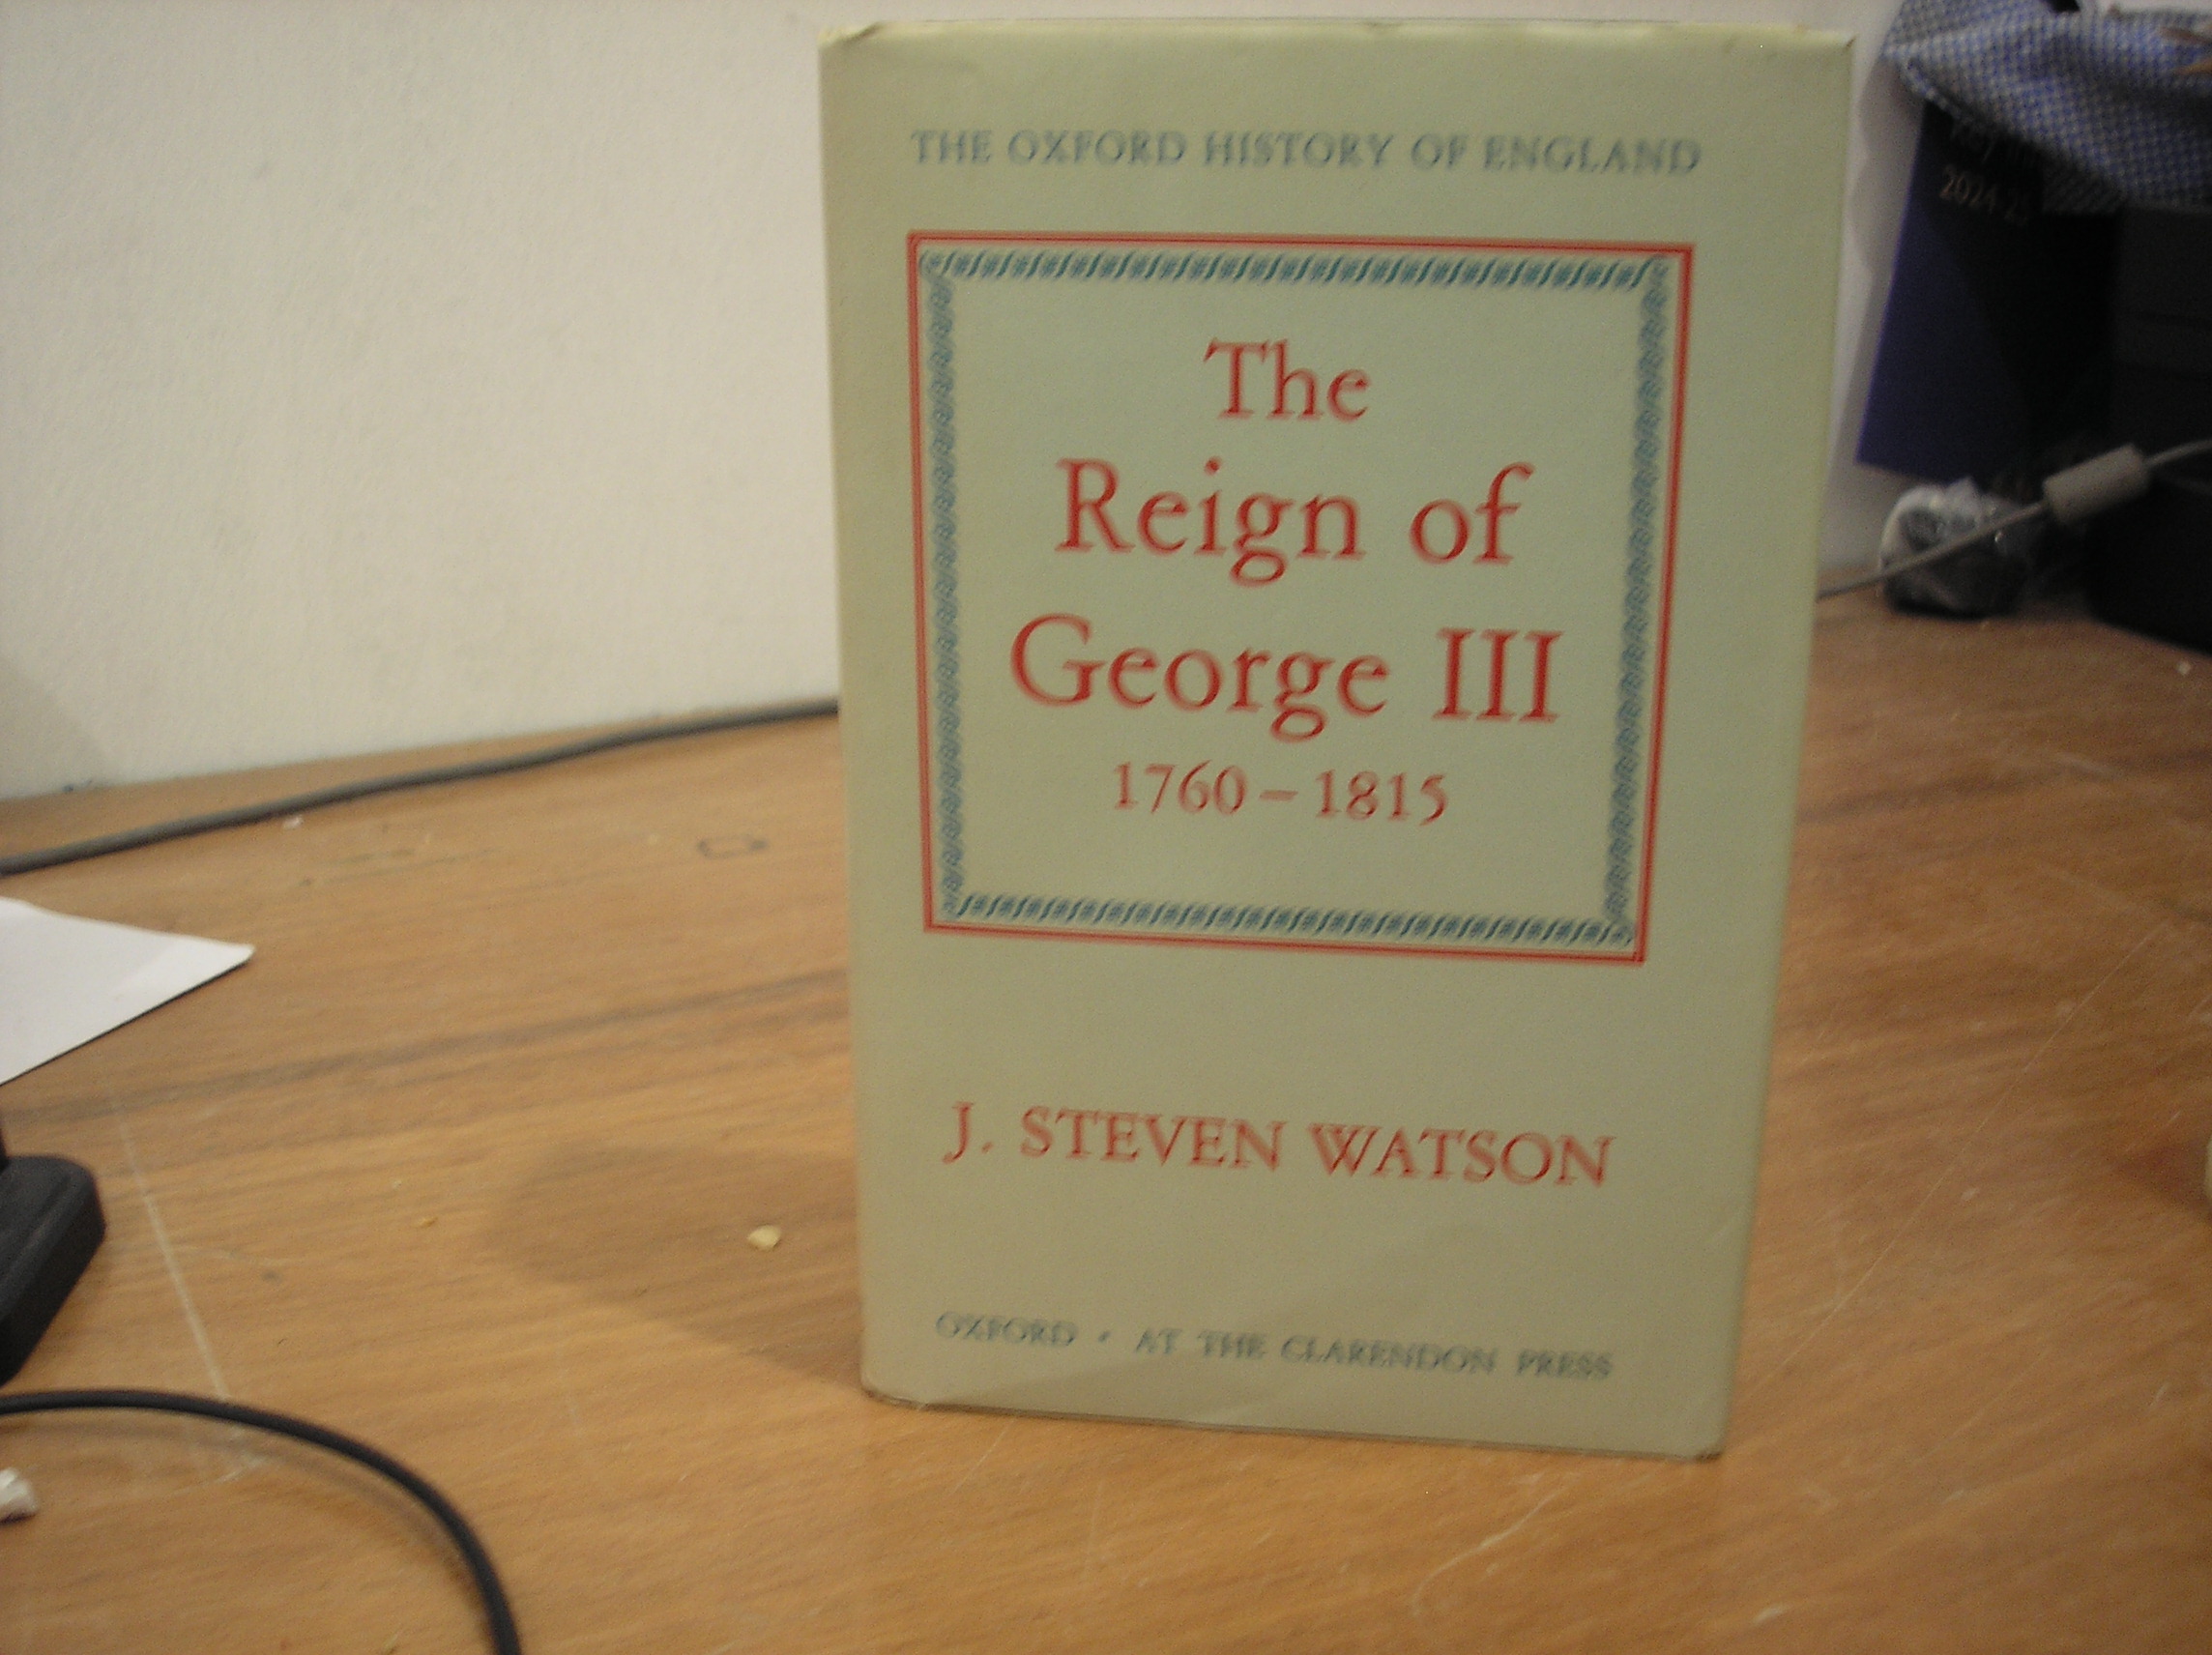 THE OXFORD HISTORY OF ENGLAND
The
Reign of
George III
1760 – 1815
J. STEVEN WATSON
OXFORD · AT THE CLARENDON PRESS
2024